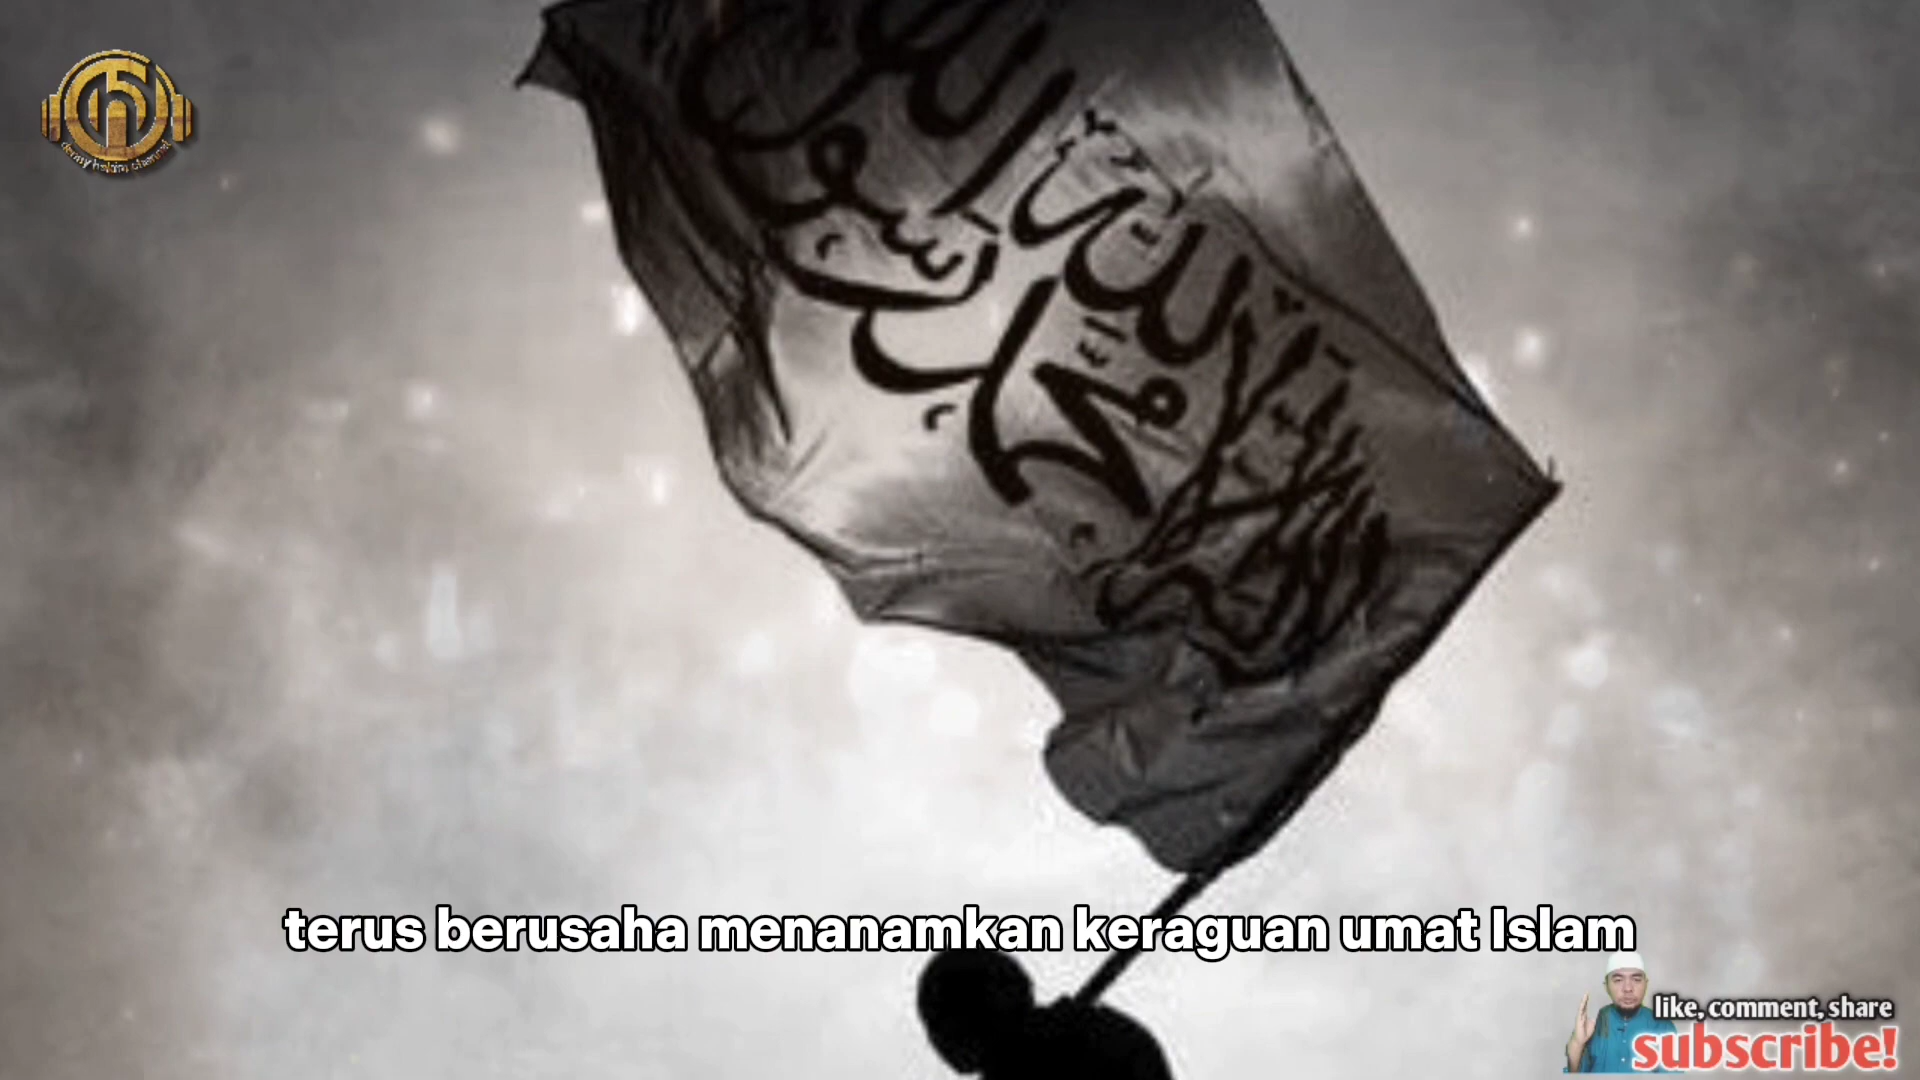 لا إله إلا الله محمد رسول الله
terus berusaha menanamkan keraguan umat Islam
like, comment, share
subscribe!